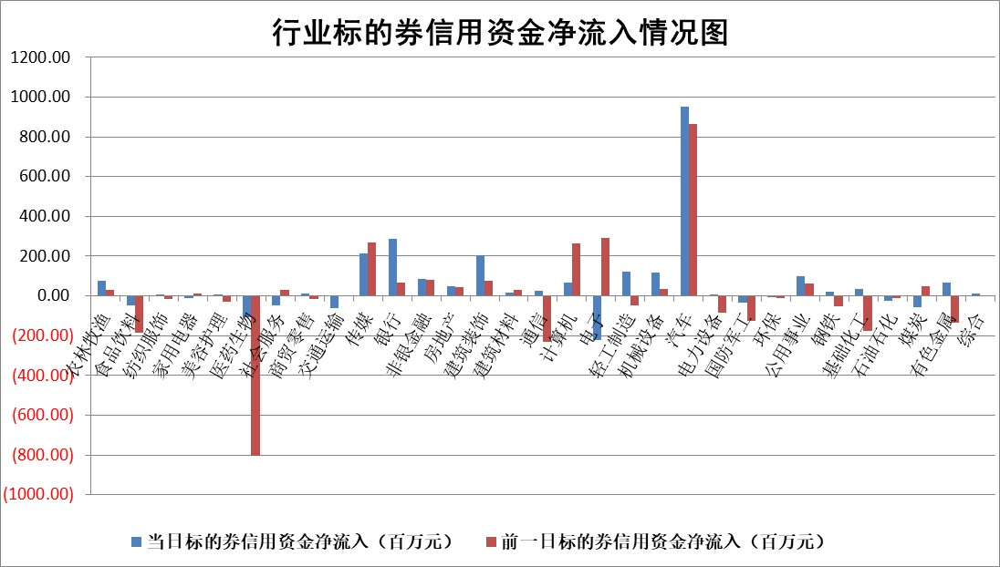 行业标的券信用资金净流入情况图
1200.00
1000.00
800.00
600.00
400.00
200.00
0.00
(200.00)
(400.00)
(600.00)
(800.00)
(1000.00)
农林牧渔
食品饮料
纺织服饰
家用电器
美容护理
医药生物
社会服务
商贸零售
交通运输
传媒
银行
非银金融
房地产
建筑装饰
建筑材料
通信
计算机
电子
轻工制造
机械设备
汽车
电力设备
国防军工
环保
公用事业
钢铁
基础化工
石油石化
煤炭
有色金属
综合
当日标的券信用资金净流入（百万元）
前一日标的券信用资金净流入（百万元）